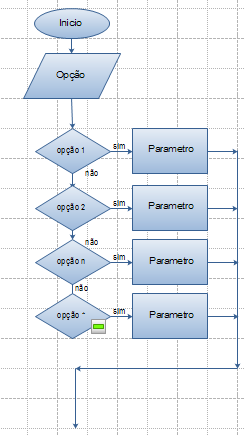 Inicio
Opção
opção 1
sim
Parametro
não
opção 2
sim
Parametro
não
opção n
sim
Parametro
não
opção
sim
Parametro